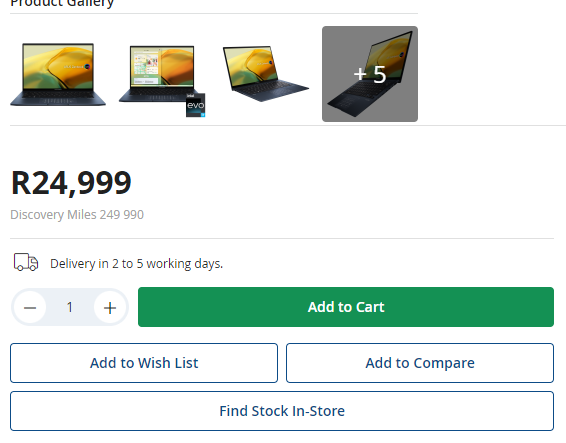 Product Gallery
evo
+ 5
R24,999
Discovery Miles 249 990
Delivery in 2 to 5 working days.
1
Add to Cart
Add to Wish List
Add to Compare
Find Stock In-Store